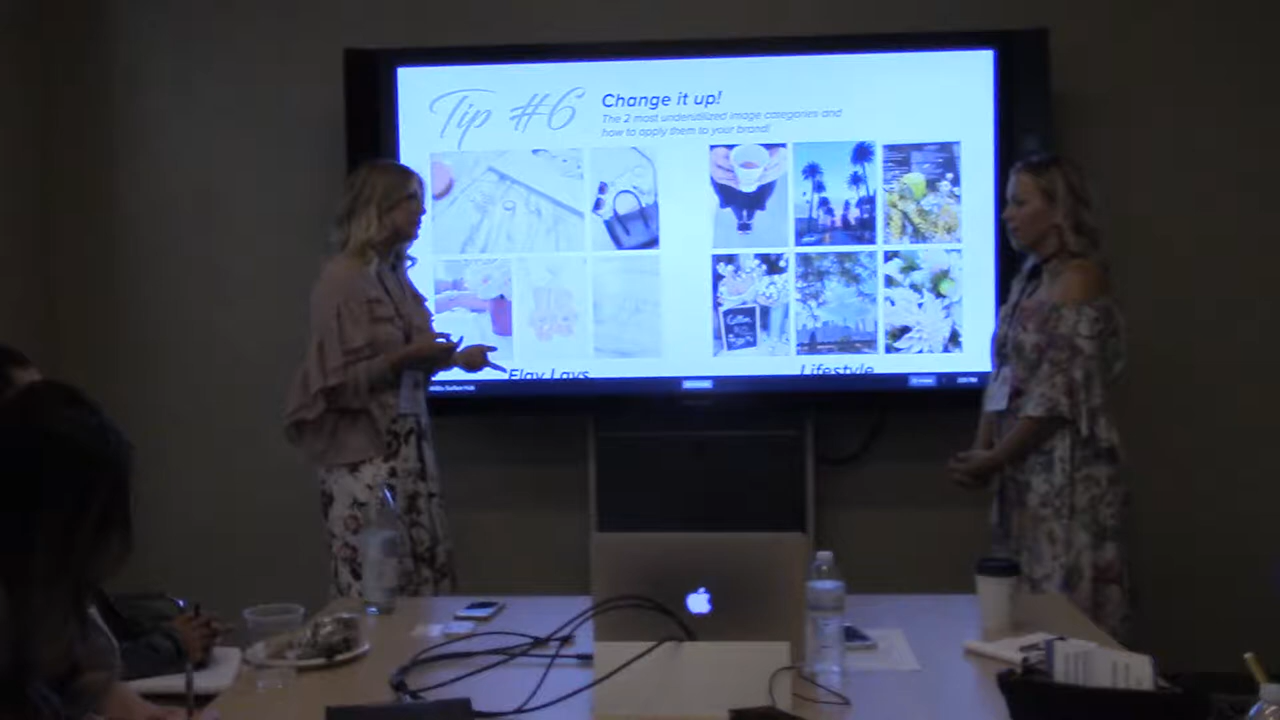 Tip #6
Change it up!
The 2 most underutilized image categories and
how to apply them to your brand!
Flay Lays
Lifestyle